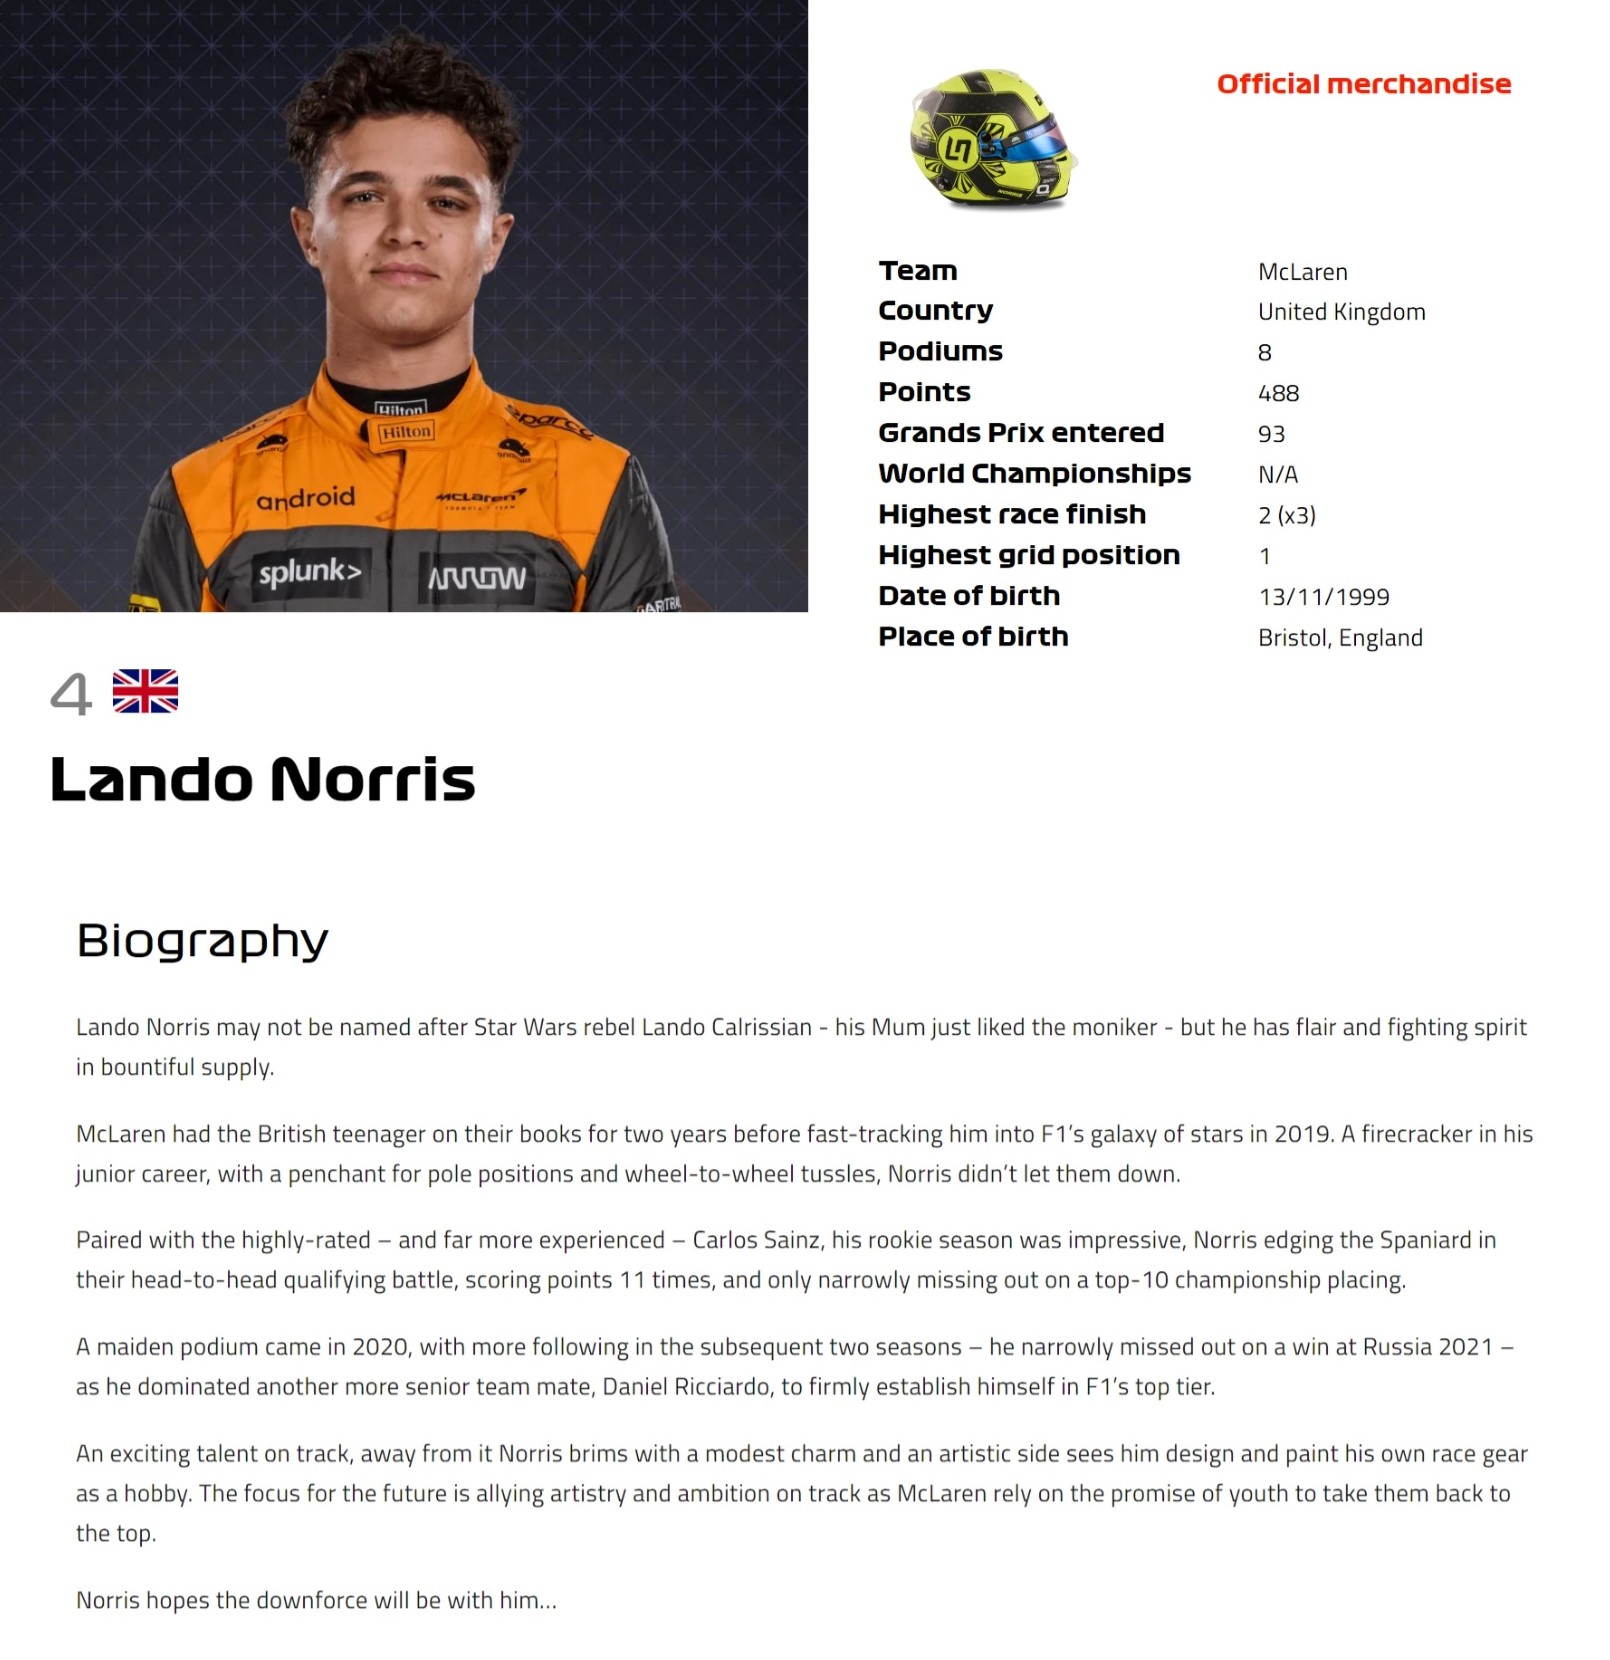 Official merchandise
LN
NORRIS
Team McLaren
Country United Kingdom
Podiums 8
Points 488
Grands Prix entered 93
World Championships N/A
Highest race finish 2 (x3)
Highest grid position 1
Date of birth 13/11/1999
Place of birth Bristol, England
Hilton
Hilton
sparco
android
McLaren
FORMULA 1 TEAM
splunk>
ARROW
4
Lando Norris
Biography
Lando Norris may not be named after Star Wars rebel Lando Calrissian - his Mum just liked the moniker - but he has flair and fighting spirit
in bountiful supply.
McLaren had the British teenager on their books for two years before fast-tracking him into F1’s galaxy of stars in 2019. A firecracker in his
junior career, with a penchant for pole positions and wheel-to-wheel tussles, Norris didn’t let them down.
Paired with the highly-rated – and far more experienced – Carlos Sainz, his rookie season was impressive, Norris edging the Spaniard in
their head-to-head qualifying battle, scoring points 11 times, and only narrowly missing out on a top-10 championship placing.
A maiden podium came in 2020, with more following in the subsequent two seasons – he narrowly missed out on a win at Russia 2021 –
as he dominated another more senior team mate, Daniel Ricciardo, to firmly establish himself in F1’s top tier.
An exciting talent on track, away from it Norris brims with a modest charm and an artistic side sees him design and paint his own race gear
as a hobby. The focus for the future is allying artistry and ambition on track as McLaren rely on the promise of youth to take them back to
the top.
Norris hopes the downforce will be with him...